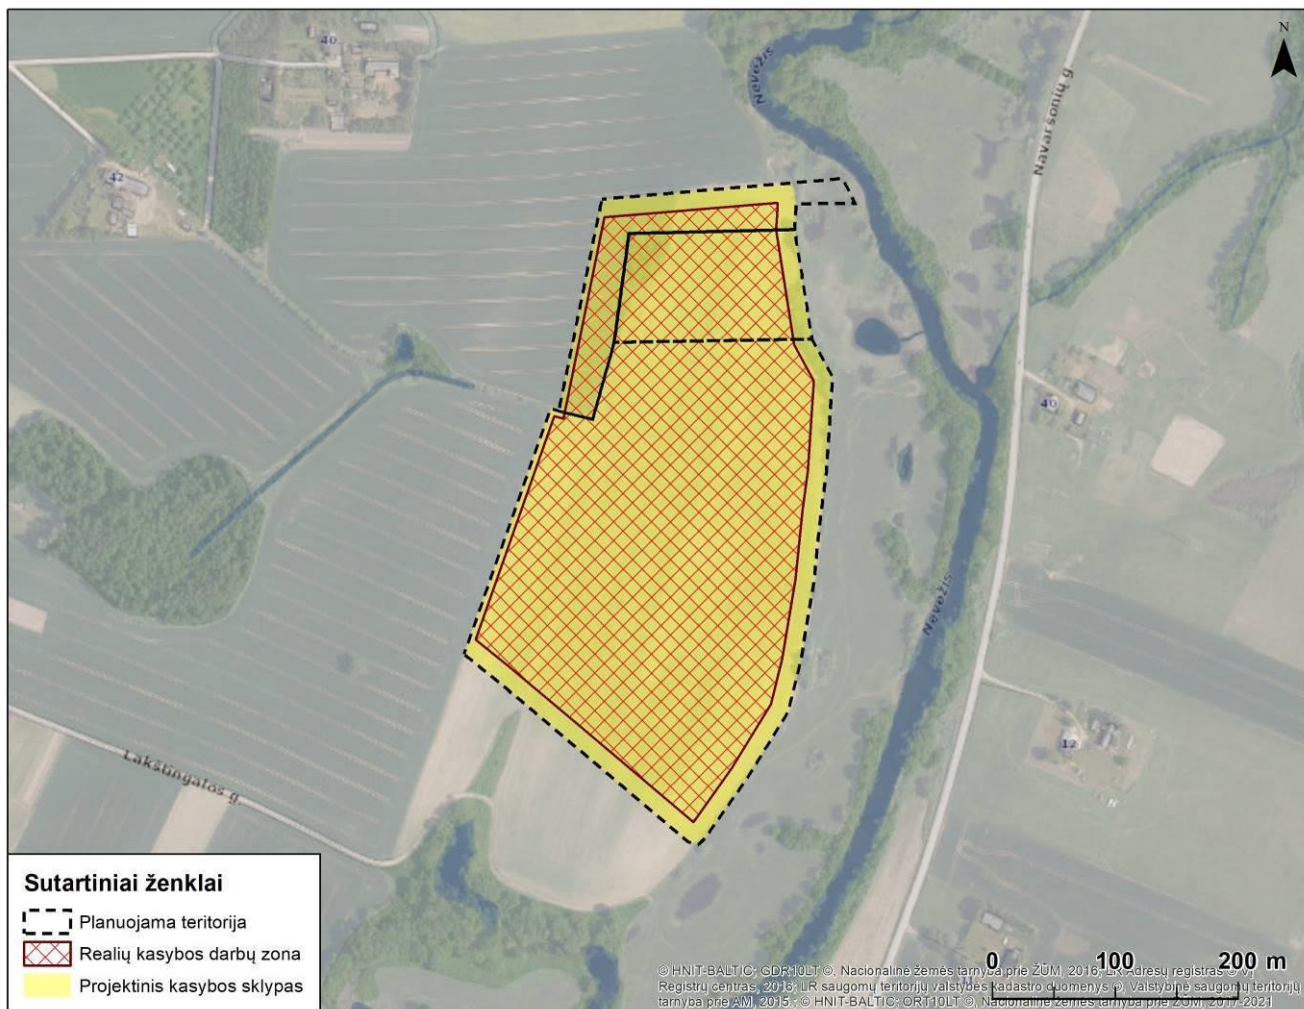 N
40
Nevėžis
Navaršonių g.
42
40
Nevėžis
12
Lakštingalos g.
Sutartiniai ženklai
Planuojama teritorija
Realių kasybos darbų zona
Projektinis kasybos sklypas
0 100 200 m
© HNIT-BALTIC; GDR10LT ©, Nacionalinė žemės tarnyba prie ŽŪM, 2016; LR Adresų registras © VĮ
Registrų centras, 2016; LR saugomų teritorijų valstybės kadastro duomenys ©, Valstybinė saugomų teritorijų
tarnyba prie AM, 2015 ; © HNIT-BALTIC; ORT10LT ©, Nacionalinė žemės tarnyba prie ŽŪM, 2017-2021